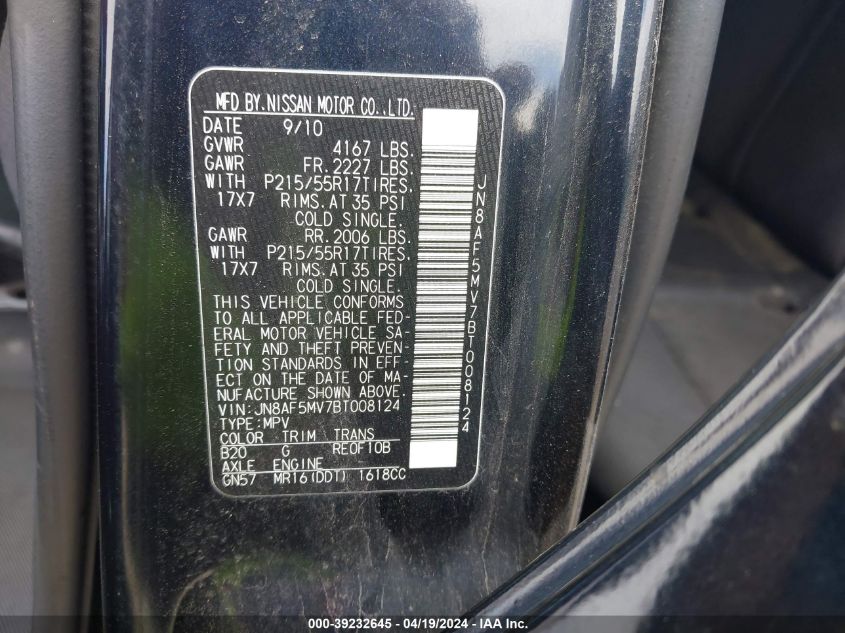 MFD BY.NISSAN MOTOR CO.,LTD.
DATE 9/10
GVWR 4167 LBS.
GAWR FR. 2227 LBS.
WITH P215/55R17TIRES.
17X7 RIMS.AT 35 PSI
COLD SINGLE.
GAWR RR. 2006 LBS.
WITH P215/55R17TIRES.
17X7 RIMS.AT 35 PSI
COLD SINGLE.
THIS VEHICLE CONFORMS
TO ALL APPLICABLE FED-
ERAL MOTOR VEHICLE SA-
FETY AND THEFT PREVEN-
TION STANDARDS IN EFF-
ECT ON THE DATE OF MA-
NUFACTURE SHOWN ABOVE.
VIN:JN8AF5MV7BT008124
TYPE:MPV
COLOR TRIM TRANS
B20 G RE0F10B
AXLE ENGINE
GN57 MR16(DDT) 1618CC
JN8AF5MV7BT008124
000-39232645 - 04/19/2024 - IAA Inc.